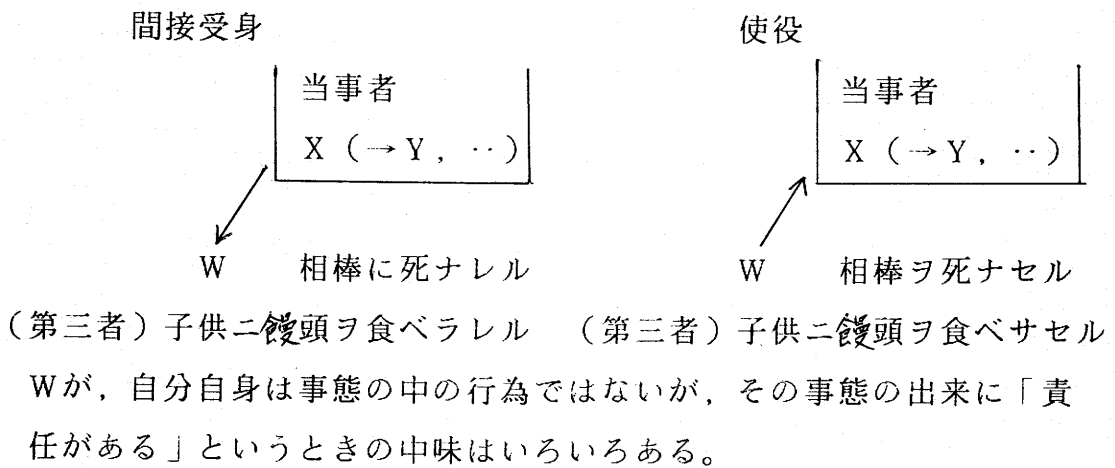 間接受身 使役
当事者 当事者
X（→Y，‥） X（→Y，‥）
W 相棒に死ナレル W 相棒ヲ死ナセル
（第三者）子供ニ饅頭ヲ食ベラレル （第三者）子供ニ饅頭ヲ食ベサセル
Wが，自分自身は事態の中の行為ではないが，その事態の出来に「責
任がある」というときの中味はいろいろある。